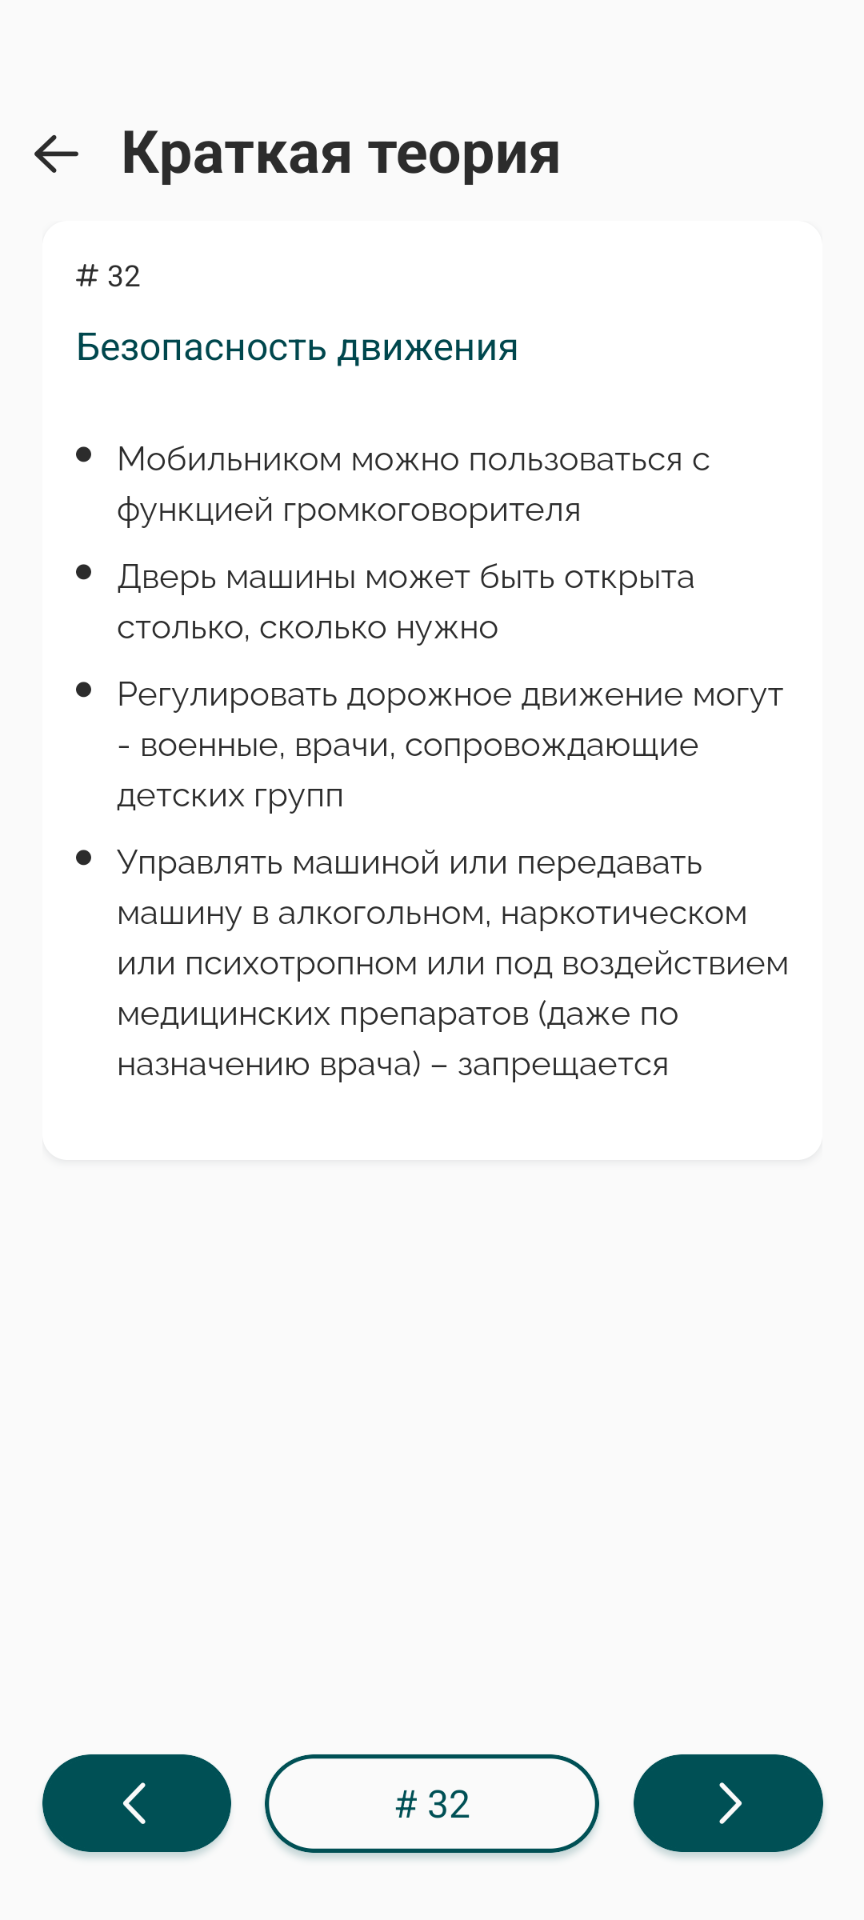 Краткая теория
# 32
Безопасность движения
Мобильником можно пользоваться с
функцией громкоговорителя
Дверь машины может быть открыта
столько, сколько нужно
Регулировать дорожное движение могут
- военные, врачи, сопровождающие
детских групп
Управлять машиной или передавать
машину в алкогольном, наркотическом
или психотропном или под воздействием
медицинских препаратов (даже по
назначению врача) – запрещается
# 32